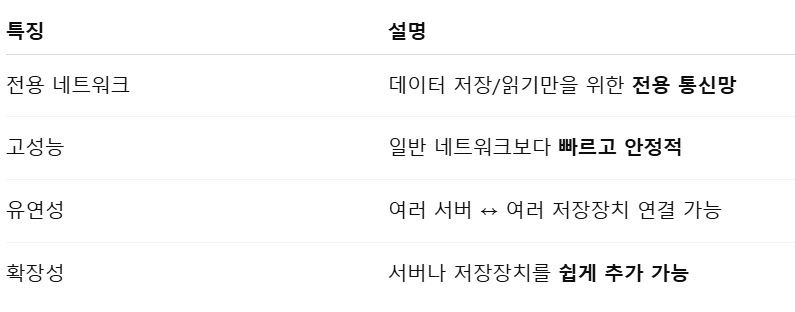 특징 설명
전용 네트워크 데이터 저장/읽기만을 위한 전용 통신망
고성능 일반 네트워크보다 빠르고 안정적
유연성 여러 서버 ↔ 여러 저장장치 연결 가능
확장성 서버나 저장장치를 쉽게 추가 가능